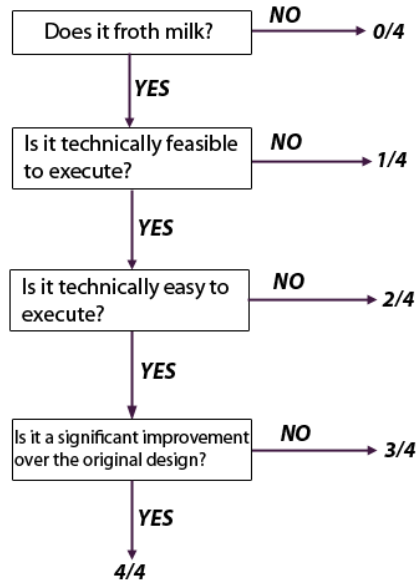 Does it froth milk?
NO
0/4
YES
Is it technically feasible
to execute?
NO
1/4
YES
Is it technically easy to
execute?
NO
2/4
YES
Is it a significant improvement
over the original design?
NO
3/4
YES
4/4